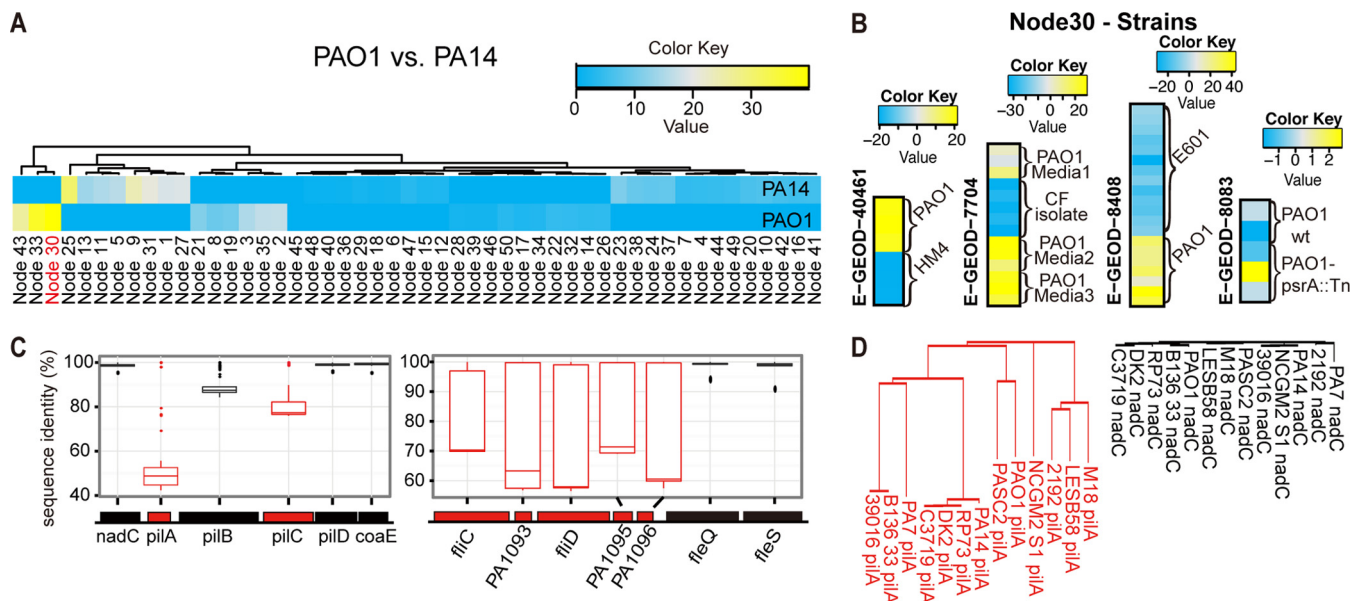 A
PAO1 vs. PA14
Color Key
0 10 20 30
Value
PA14
PAO1
Node 43
Node 33
Node 30
Node 25
Node 13
Node 11
Node 5
Node 9
Node 31
Node 1
Node 27
Node 21
Node 8
Node 19
Node 3
Node 35
Node 2
Node 45
Node 48
Node 40
Node 36
Node 29
Node 18
Node 6
Node 47
Node 15
Node 12
Node 28
Node 39
Node 46
Node 50
Node 17
Node 34
Node 22
Node 32
Node 14
Node 26
Node 23
Node 38
Node 24
Node 37
Node 7
Node 4
Node 44
Node 49
Node 20
Node 10
Node 42
Node 16
Node 41
B
Node30 - Strains
Color Key
−20 0 20
Value
E−GEOD−40461
PAO1
HM4
Color Key
−30 0 20
Value
E−GEOD−7704
PAO1
Media1
CF
isolate
PAO1
Media2
PAO1
Media3
Color Key
−20 0 20 40
Value
E−GEOD−8408
E601
PAO1
Color Key
−1 1 2
Value
E−GEOD−8083
PAO1
wt
PAO1-
psrA::Tn
C
sequence identity (%)
100
80
60
40
nadC pilA pilB pilC pilD coaE
100
90
80
70
60
fliC
PA1093
fliD
PA1095
PA1096
fleQ
fleS
D
39016 pilA
B136 33 pilA
PA7 pilA
C3719 pilA
DK2 pilA
RP73 pilA
PA14 pilA
PASC2 pilA
PAO1 pilA
NCGM2 S1 pilA
2192 pilA
LESB58 pilA
M18 pilA
C3719 nadC
DK2 nadC
RP73 nadC
B136 33 nadC
PAO1 nadC
LESB58 nadC
M18 nadC
PASC2 nadC
39016 nadC
NCGM2 S1 nadC
PA14 nadC
2192 nadC
PA7 nadC